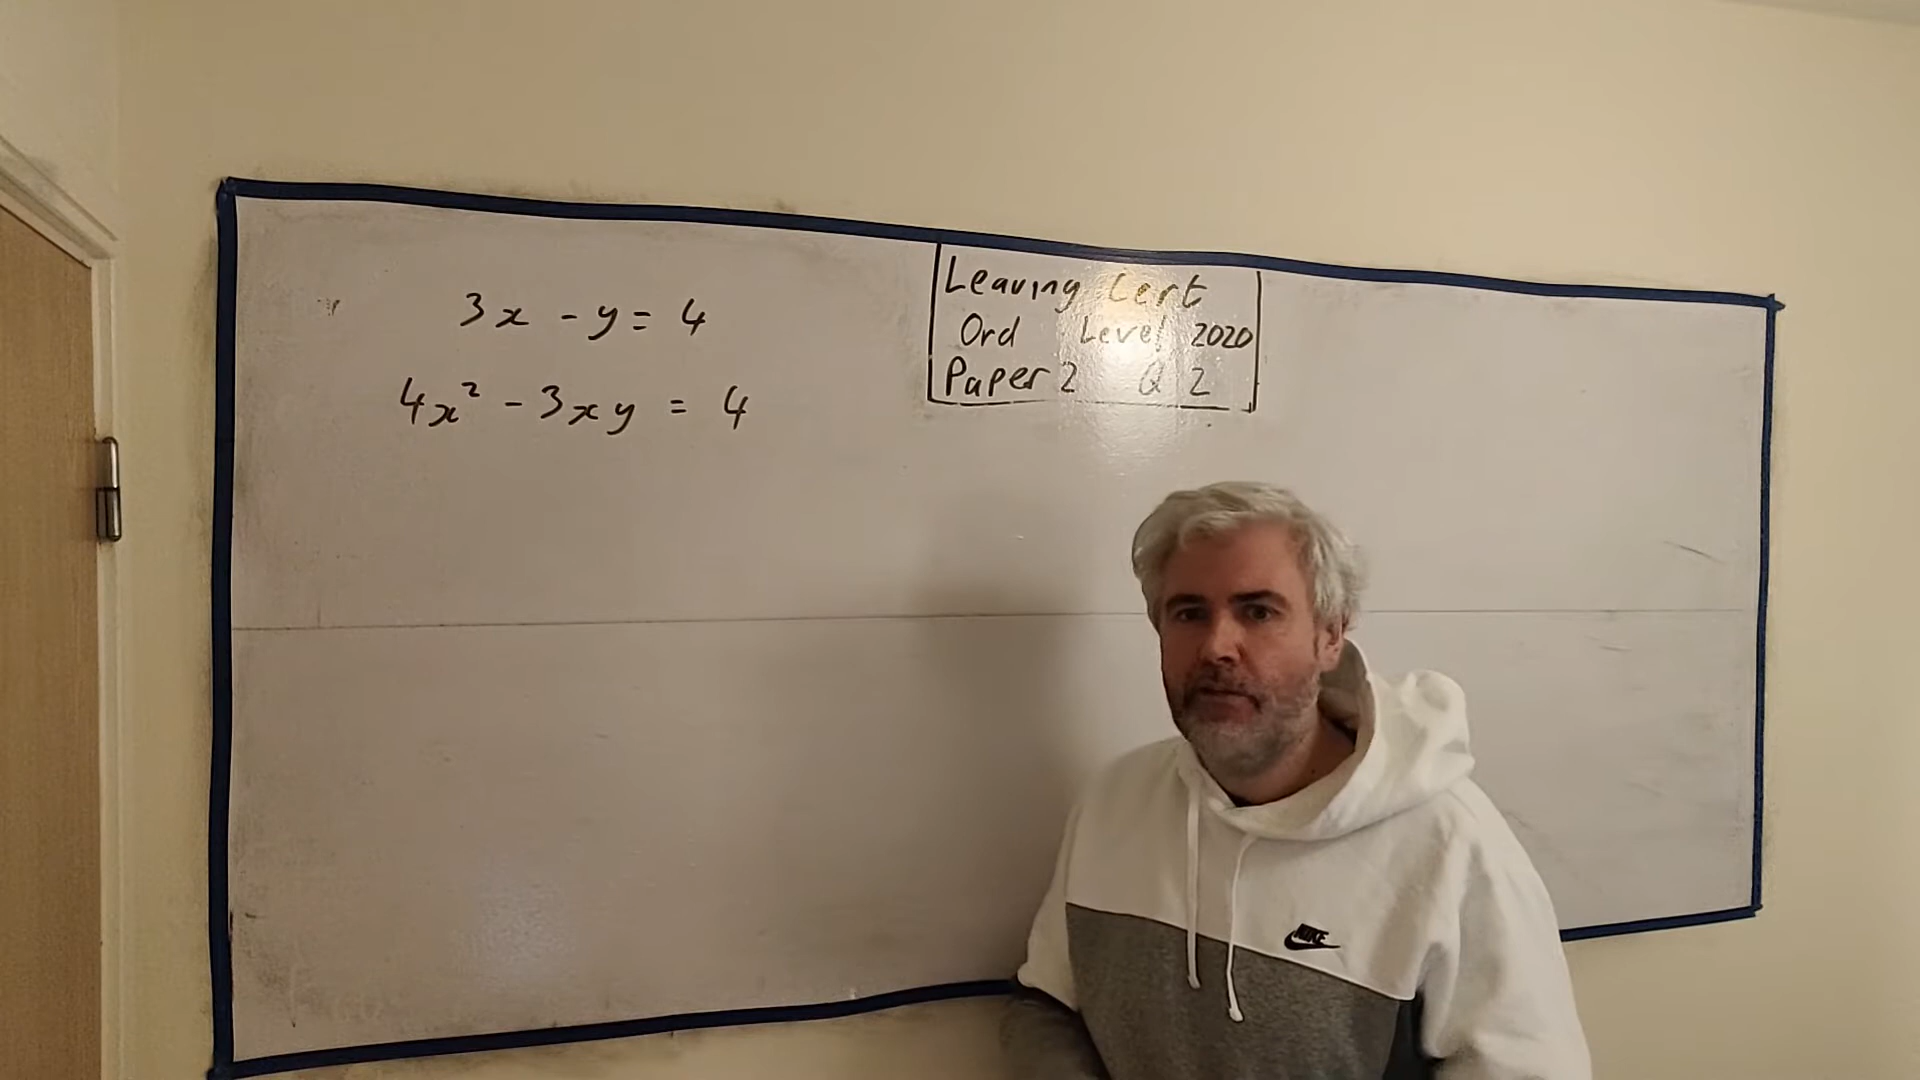 3x - y = 4
4x² - 3xy = 4
Leaving Cert
Ord Level 2020
Paper 2 Q 2
NIKE